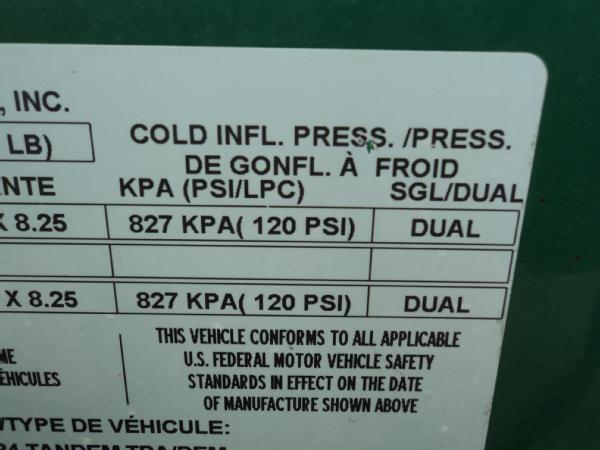 , INC.
LB) COLD INFL. PRESS. /PRESS.
DE GONFL. À FROID
ENTE KPA (PSI/LPC) SGL/DUAL
X 8.25 827 KPA( 120 PSI) DUAL
X 8.25 827 KPA( 120 PSI) DUAL
THIS VEHICLE CONFORMS TO ALL APPLICABLE
ME U.S. FEDERAL MOTOR VEHICLE SAFETY
ÉHICULES STANDARDS IN EFFECT ON THE DATE
OF MANUFACTURE SHOWN ABOVE
/TYPE DE VÉHICULE:
TANDEM